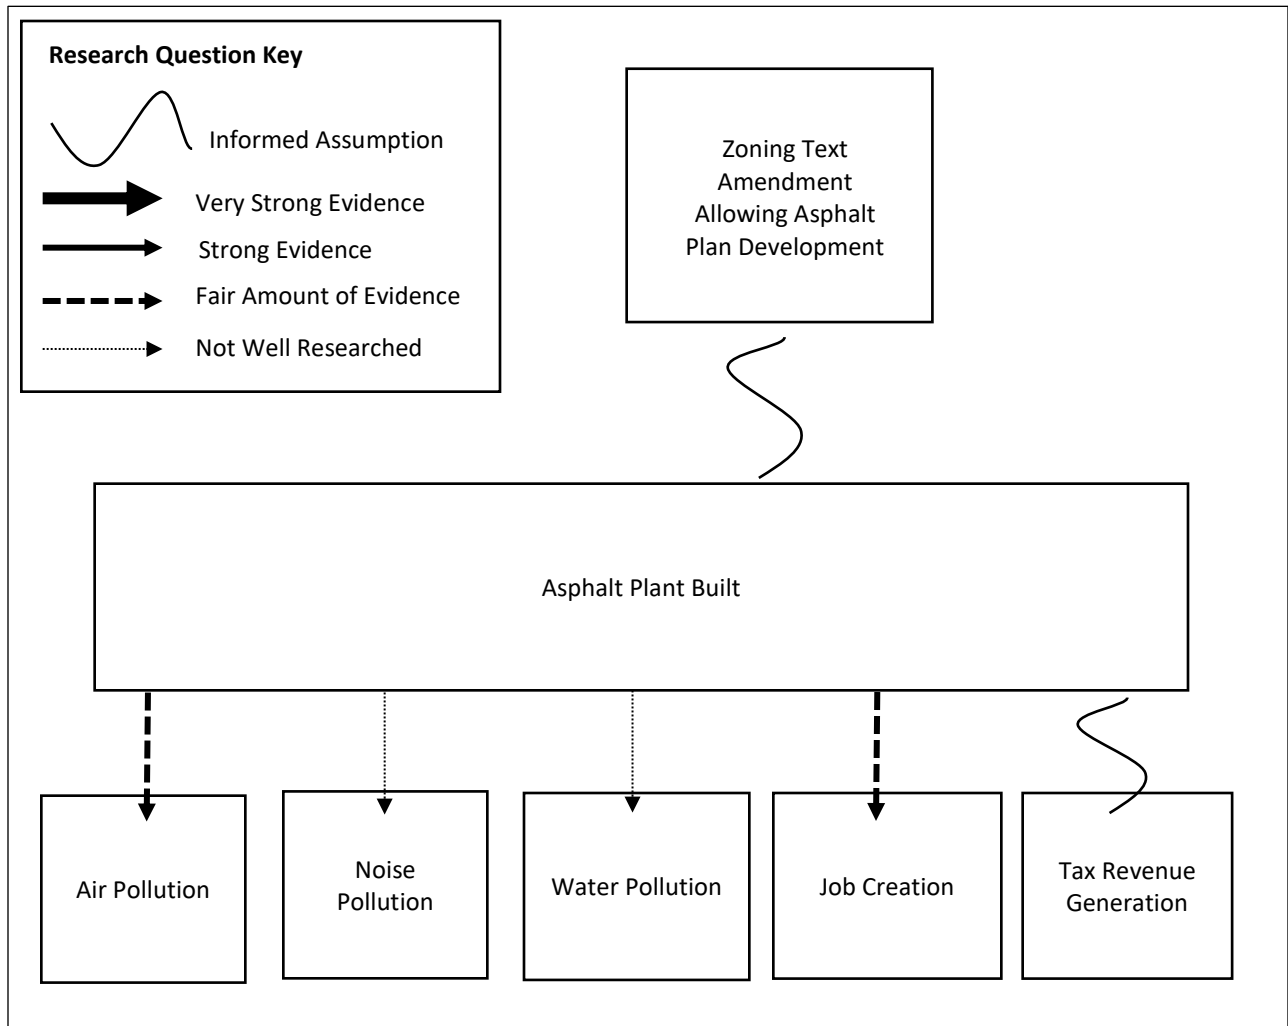 Research Question Key
Informed Assumption
Very Strong Evidence
Strong Evidence
Fair Amount of Evidence
Not Well Researched
Zoning Text
Amendment
Allowing Asphalt
Plan Development
Asphalt Plant Built
Air Pollution
Noise
Pollution
Water Pollution
Job Creation
Tax Revenue
Generation